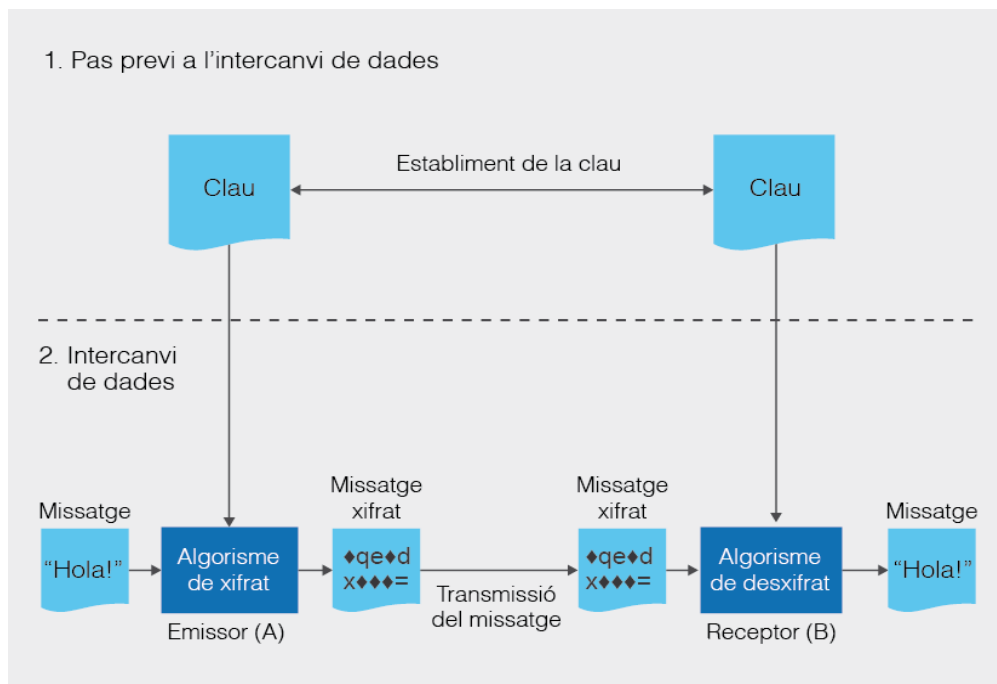 1. Pas previ a l’intercanvi de dades
Establiment de la clau
Clau
Clau
2. Intercanvi
de dades
Missatge
“Hola!”
Algorisme
de xifrat
Emissor (A)
Missatge
xifrat
♦qe♦d
x♦♦♦=
Transmissió
del missatge
Missatge
xifrat
♦qe♦d
x♦♦♦=
Algorisme
de desxifrat
Receptor (B)
Missatge
“Hola!”